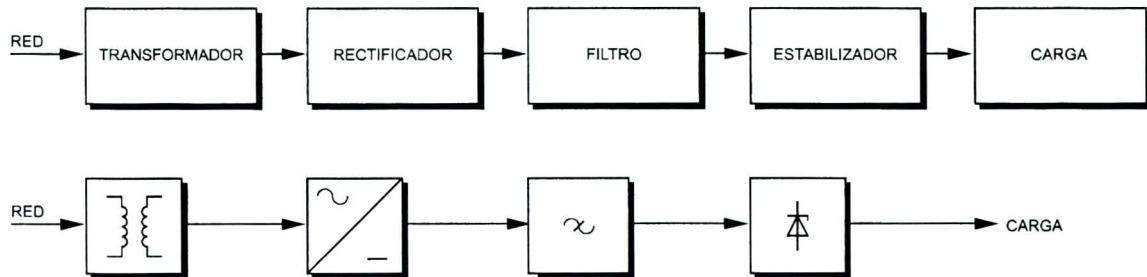 RED
TRANSFORMADOR
RECTIFICADOR
FILTRO
ESTABILIZADOR
CARGA
RED
CARGA